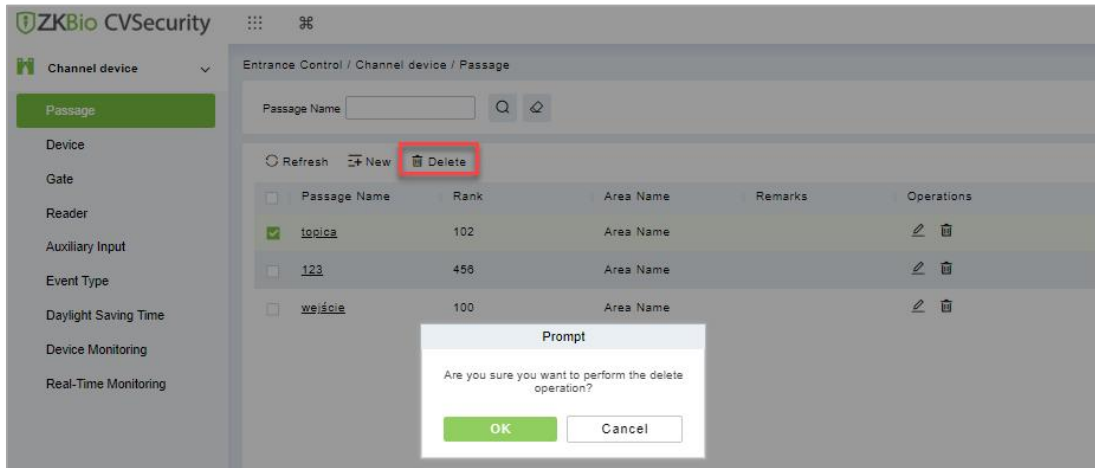 ZKBio CVSecurity
Channel device
Entrance Control / Channel device / Passage
Passage
Passage Name
Device
Refresh New Delete
Gate
Passage Name Rank Area Name Remarks Operations
Reader
topica 102 Area Name
Auxiliary Input
123 456 Area Name
Event Type
wejście 100 Area Name
Daylight Saving Time
Prompt
Device Monitoring
Are you sure you want to perform the delete
operation?
Real-Time Monitoring
OK Cancel